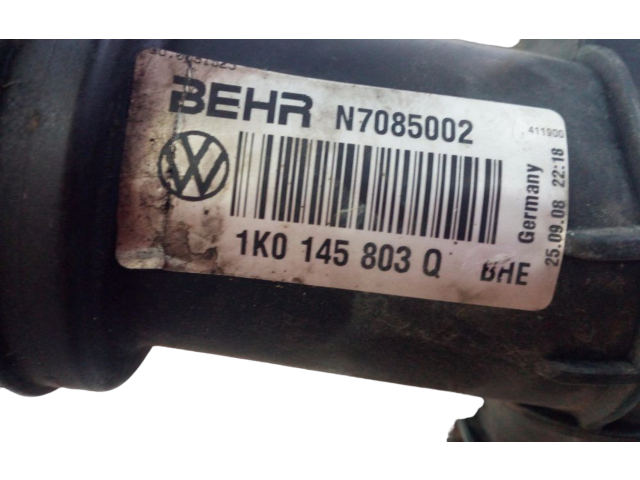 BEHR N7085002
411900
1K0 145 803 Q BHE
Germany
25.09.08 22:18